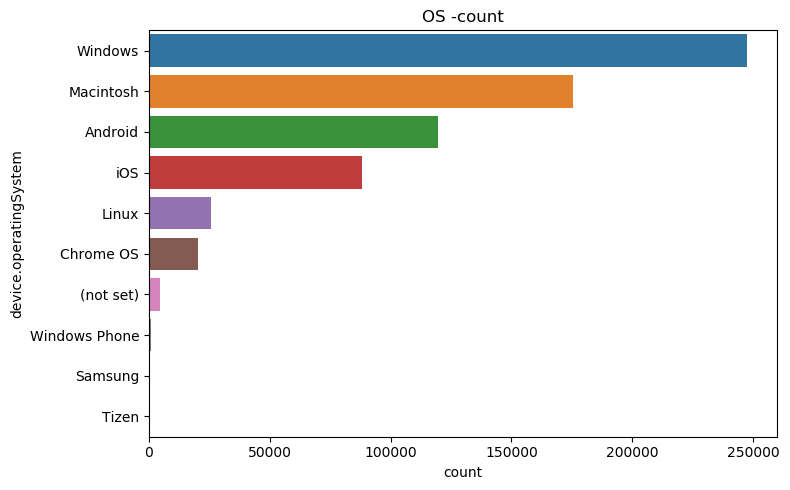 OS -count
device.operatingSystem
Windows
Macintosh
Android
iOS
Linux
Chrome OS
(not set)
Windows Phone
Samsung
Tizen
0 50000 100000 150000 200000 250000
count